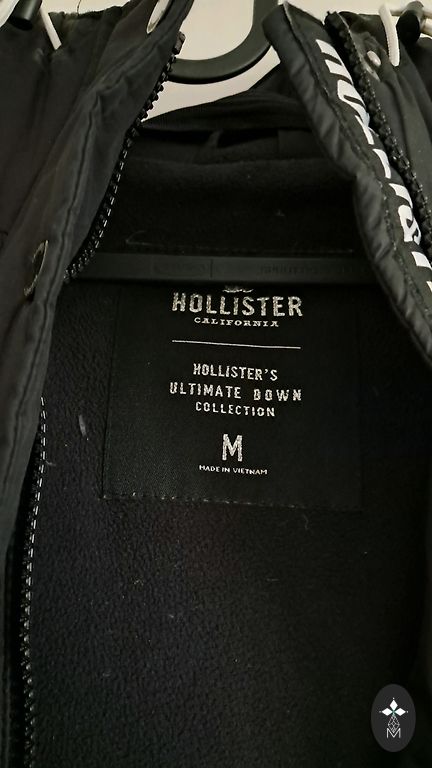 HOLLISTER
CALIFORNIA
HOLLISTER'S
ULTIMATE DOWN
COLLECTION
M
MADE IN VIETNAM
M